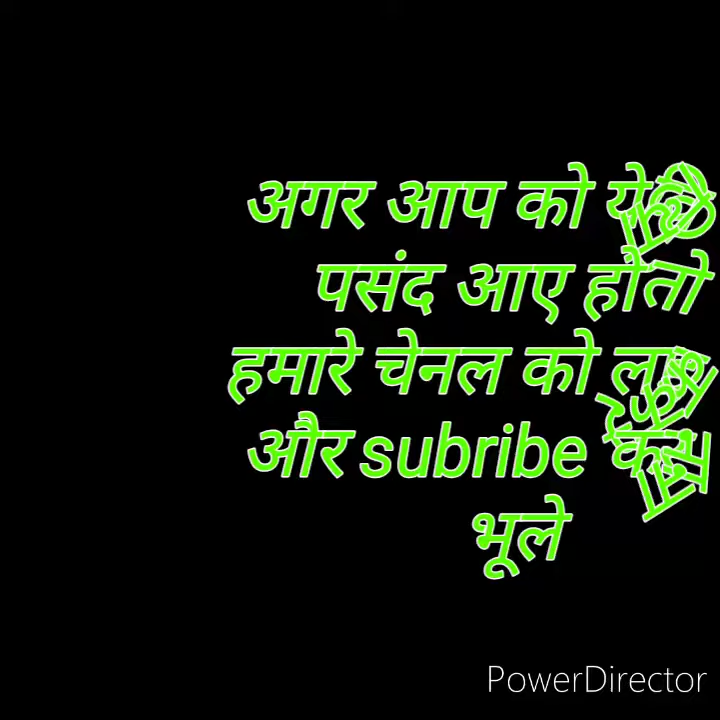 अगर आप को ये
पसंद आए हो तो
हमारे चेनल को
और subribe
भूले
PowerDirector